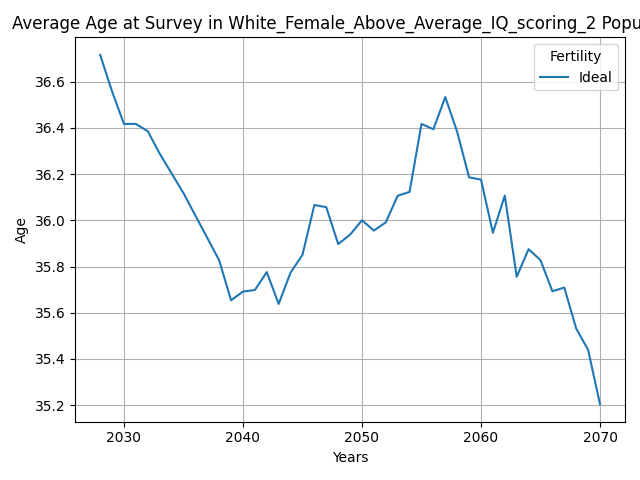 Average Age at Survey in White_Female_Above_Average_IQ_scoring_2 Popu
Fertility
Ideal
36.6
36.4
36.2
36.0
35.8
35.6
35.4
35.2
Age
2030 2040 2050 2060 2070
Years